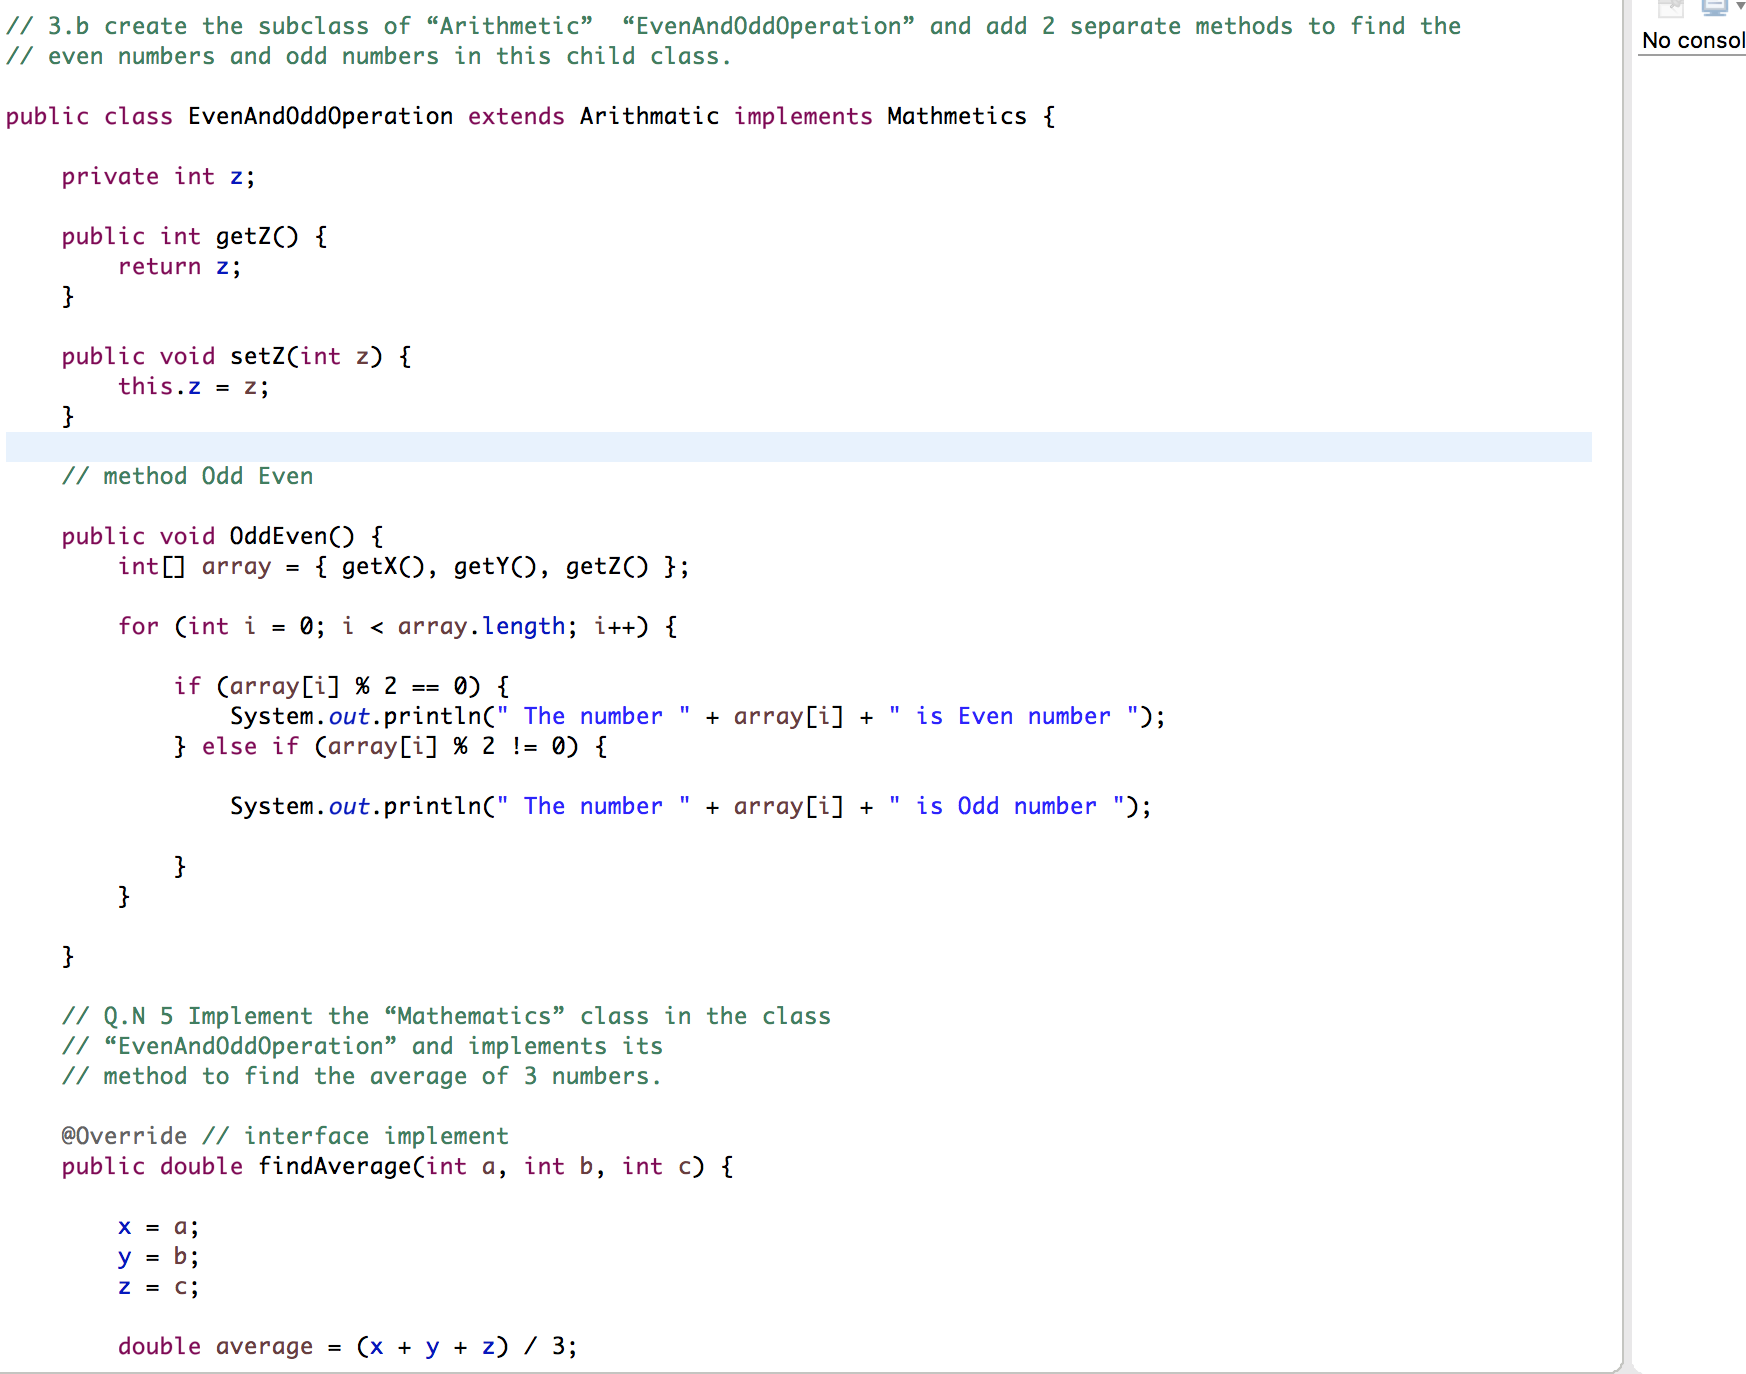 // 3.b create the subclass of “Arithmetic”  “EvenAndOddOperation” and add 2 separate methods to find the
// even numbers and odd numbers in this child class.
No consol
public class EvenAndOddOperation extends Arithmatic implements Mathmetics {
    private int z;
    public int getZ() {
        return z;
    }
    public void setZ(int z) {
        this.z = z;
    }
    // method Odd Even
    public void OddEven() {
        int[] array = { getX(), getY(), getZ() };
        for (int i = 0; i < array.length; i++) {
            if (array[i] % 2 == 0) {
                System.out.println(" The number " + array[i] + " is Even number ");
            } else if (array[i] % 2 != 0) {
                System.out.println(" The number " + array[i] + " is Odd number ");
            }
        }
    }
    // Q.N 5 Implement the “Mathematics” class in the class
    // “EvenAndOddOperation” and implements its
    // method to find the average of 3 numbers.
    @Override // interface implement
    public double findAverage(int a, int b, int c) {
        x = a;
        y = b;
        z = c;
        double average = (x + y + z) / 3;